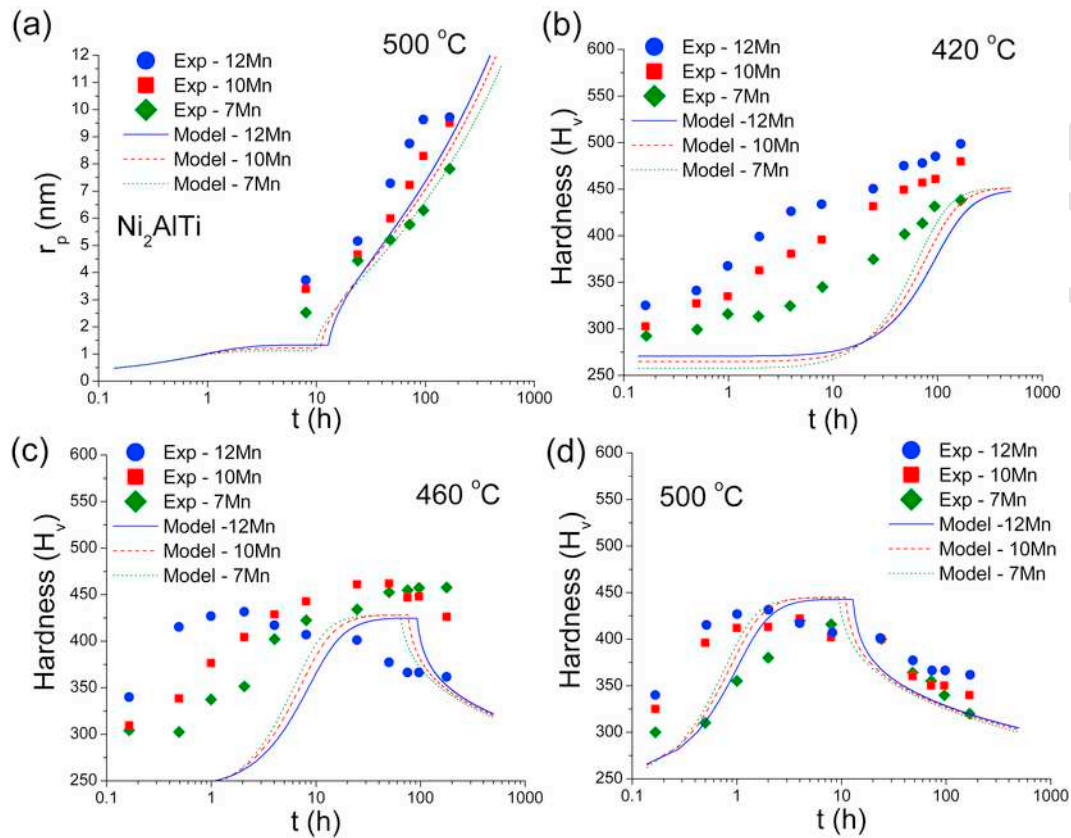 (a)
500 °C
12
11
10
9
8
7
6
5
4
3
2
1
0
r_p (nm)
Exp - 12Mn
Exp - 10Mn
Exp - 7Mn
Model - 12Mn
Model - 10Mn
Model - 7Mn
Ni₂AlTi
0.1 1 10 100 1000
t (h)
(b)
420 °C
600
550
500
450
400
350
300
250
Hardness (H_v)
Exp - 12Mn
Exp - 10Mn
Exp - 7Mn
Model -12Mn
Model - 10Mn
Model - 7Mn
0.1 1 10 100 1000
t (h)
(c)
460 °C
600
550
500
450
400
350
300
250
Hardness (H_v)
Exp - 12Mn
Exp - 10Mn
Exp - 7Mn
Model -12Mn
Model - 10Mn
Model - 7Mn
0.1 1 10 100 1000
t (h)
(d)
500 °C
600
550
500
450
400
350
300
250
Hardness (H_v)
Exp - 12Mn
Exp - 10Mn
Exp - 7Mn
Model -12Mn
Model - 10Mn
Model - 7Mn
0.1 1 10 100 1000
t (h)